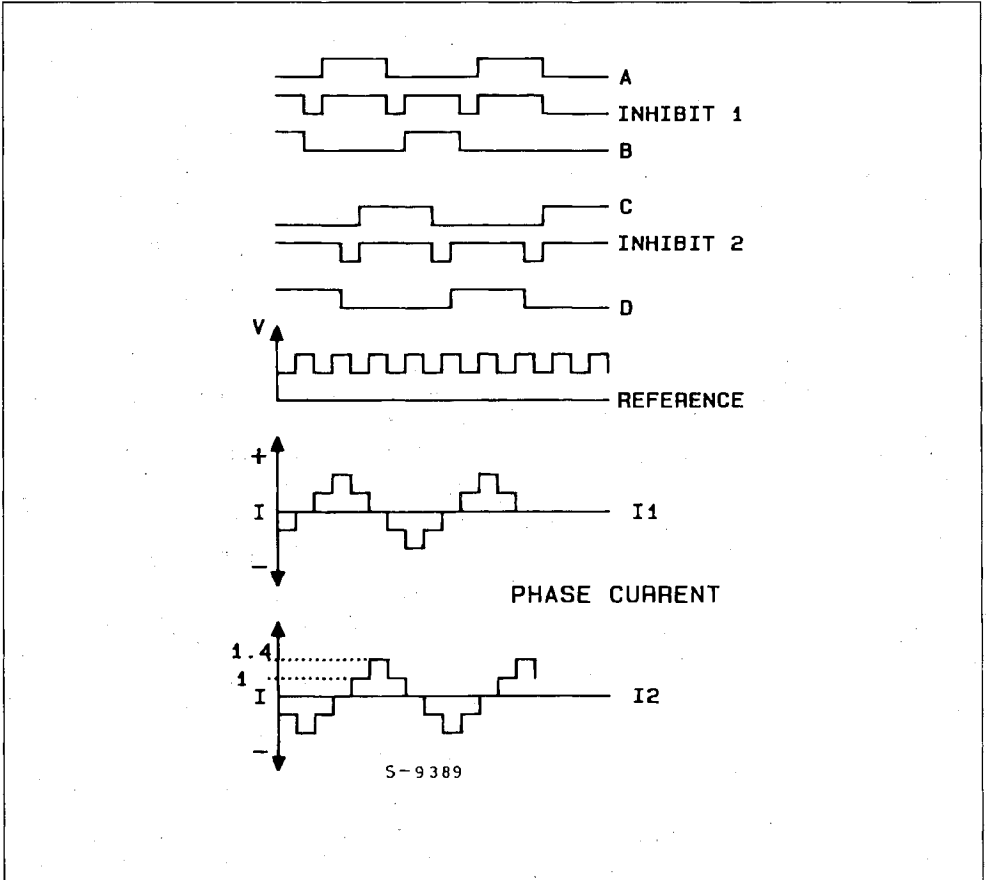 A
INHIBIT 1
B
C
INHIBIT 2
D
V
REFERENCE
+
I
I1
-
PHASE CURRENT
1.4
1
I
I2
-
S-9389